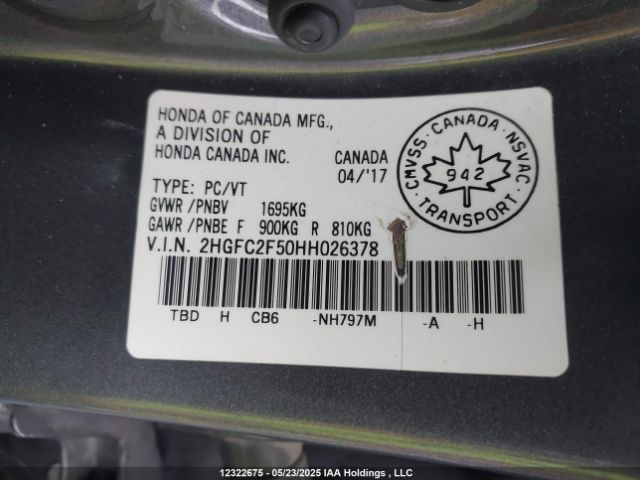 HONDA OF CANADA MFG.,
A DIVISION OF
HONDA CANADA INC.
CANADA
04/'17
TYPE: PC/VT
GVWR /PNBV 1695KG
GAWR /PNBE F 900KG R 810KG
V.I.N. 2HGFC2F50HH026378
TBD H CB6 -NH797M -A -H
CMVSS · CANADA · NSVAC
942
TRANSPORT
12322675 - 05/23/2025 IAA Holdings , LLC